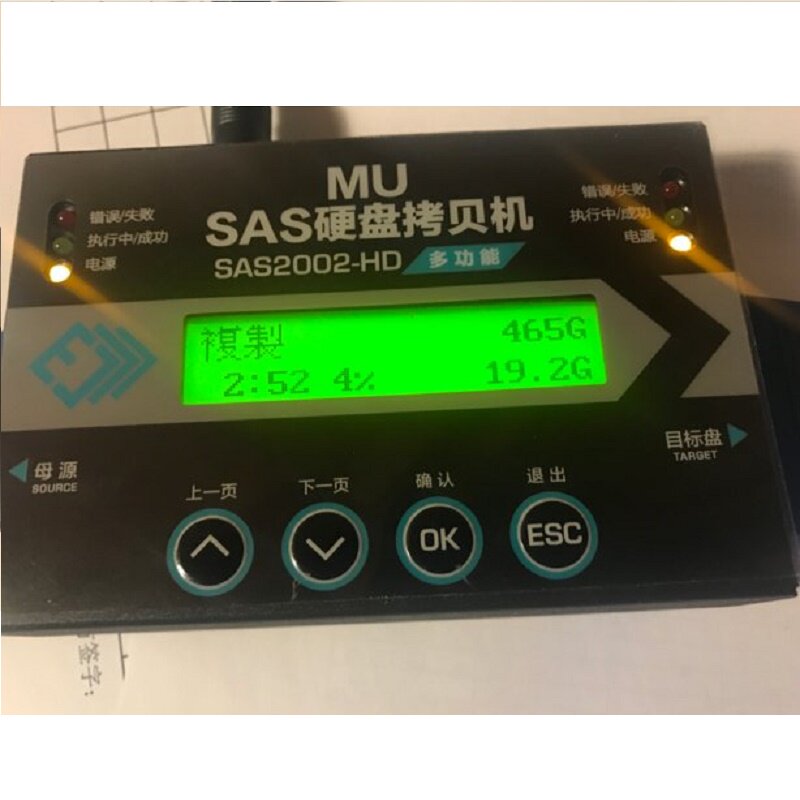 MU
SAS硬盘拷贝机
SAS2002-HD 多功能
错误/失败
执行中/成功
电源
错误/失败
执行中/成功
电源
複製 465G
2:52 4% 19.2G
母源
SOURCE
目标盘
TARGET
上一页
下一页
确认
退出
OK
ESC
签字: